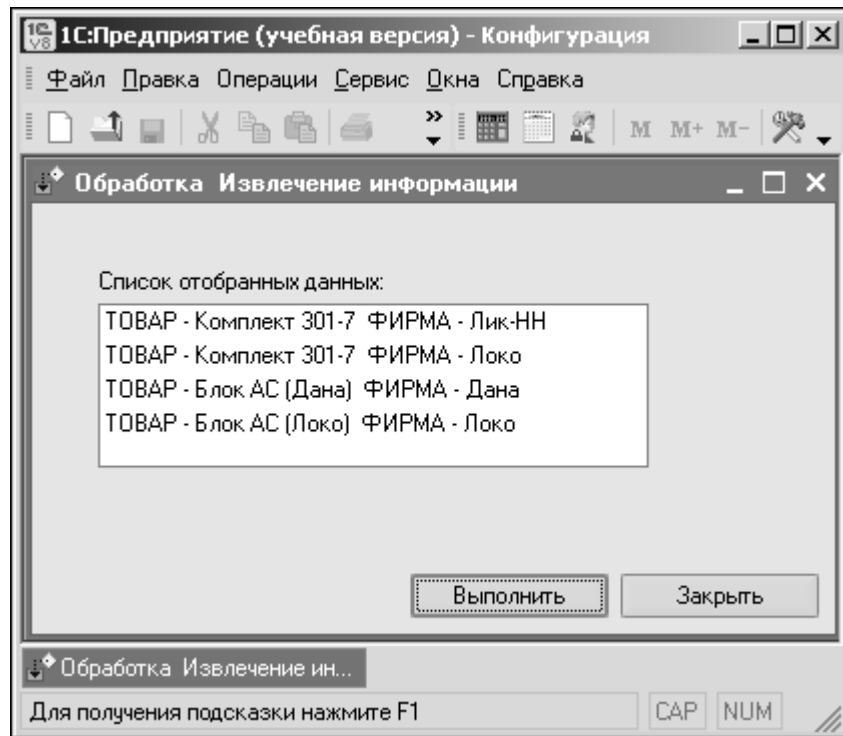 1С:Предприятие (учебная версия) - Конфигурация
Файл Правка Операции Сервис Окна Справка
M M+ M-
Обработка Извлечение информации
Список отобранных данных:
ТОВАР - Комплект 301-7 ФИРМА - Лик-НН
ТОВАР - Комплект 301-7 ФИРМА - Локо
ТОВАР - Блок АС (Дана) ФИРМА - Дана
ТОВАР - Блок АС (Локо) ФИРМА - Локо
Выполнить Закрыть
Обработка Извлечение ин...
Для получения подсказки нажмите F1 CAP NUM